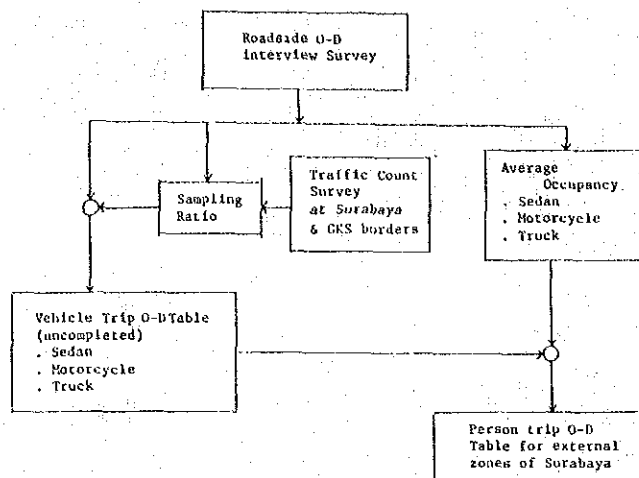 Roadside O-D
interview Survey
Sampling
Ratio
Traffic Count
Survey
at Surabaya
& GKS borders
Average
Occupancy
. Sedan
. Motorcycle
. Truck
Vehicle Trip O-D Table
(uncompleted)
. Sedan
. Motorcycle
. Truck
Person trip O-D
Table for external
zones of Surabaya